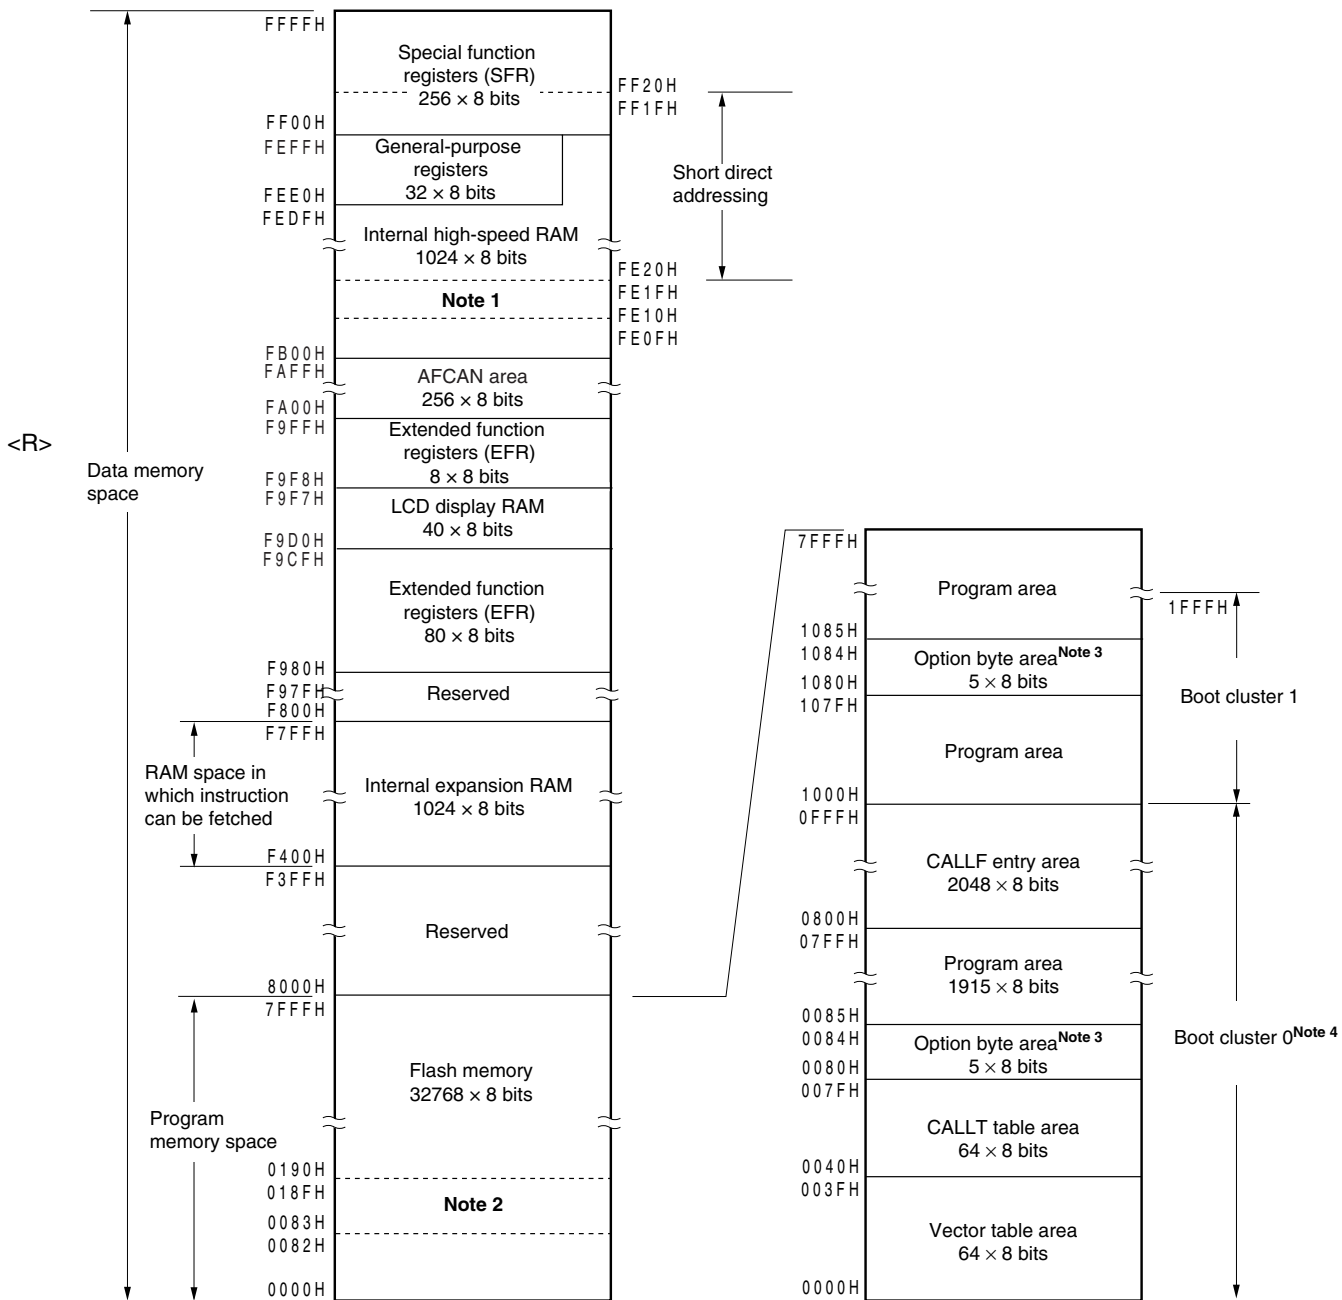 FFFFH
Special function
registers (SFR)
256 × 8 bits
FF20H
FF1FH
FF00H
FEFFH
General-purpose
registers
32 × 8 bits
FEE0H
FEDFH
Short direct
addressing
Internal high-speed RAM
1024 × 8 bits
FE20H
FE1FH
Note 1
FE10H
FE0FH
FB00H
FAFFH
AFCAN area
256 × 8 bits
FA00H
F9FFH
<R>
Extended function
registers (EFR)
8 × 8 bits
Data memory
space
F9F8H
F9F7H
LCD display RAM
40 × 8 bits
F9D0H
F9CFH
Extended function
registers (EFR)
80 × 8 bits
F980H
F97FH
Reserved
F800H
F7FFH
RAM space in
which instruction
can be fetched
Internal expansion RAM
1024 × 8 bits
F400H
F3FFH
Reserved
8000H
7FFFH
Flash memory
32768 × 8 bits
Program
memory space
0190H
018FH
Note 2
0083H
0082H
0000H
7FFFH
Program area
1FFFH
1085H
1084H
Option byte area Note 3
5 × 8 bits
1080H
107FH
Boot cluster 1
Program area
1000H
0FFFH
CALLF entry area
2048 × 8 bits
0800H
07FFH
Program area
1915 × 8 bits
0085H
0084H
Option byte area Note 3
5 × 8 bits
Boot cluster 0 Note 4
0080H
007FH
CALLT table area
64 × 8 bits
0040H
003FH
Vector table area
64 × 8 bits
0000H